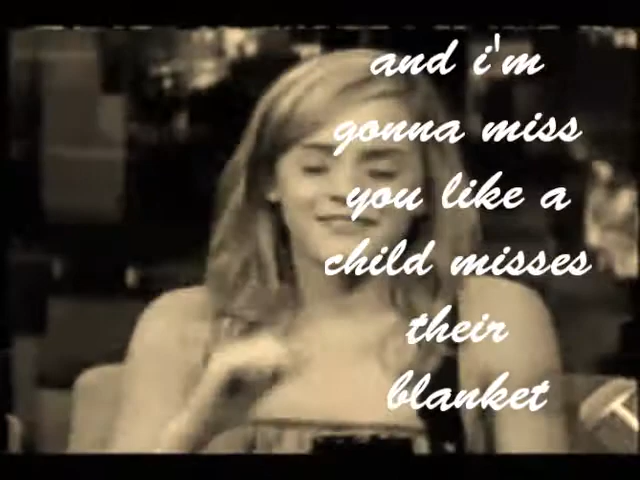 and i'm
gonna miss
you like a
child misses
their
blanket